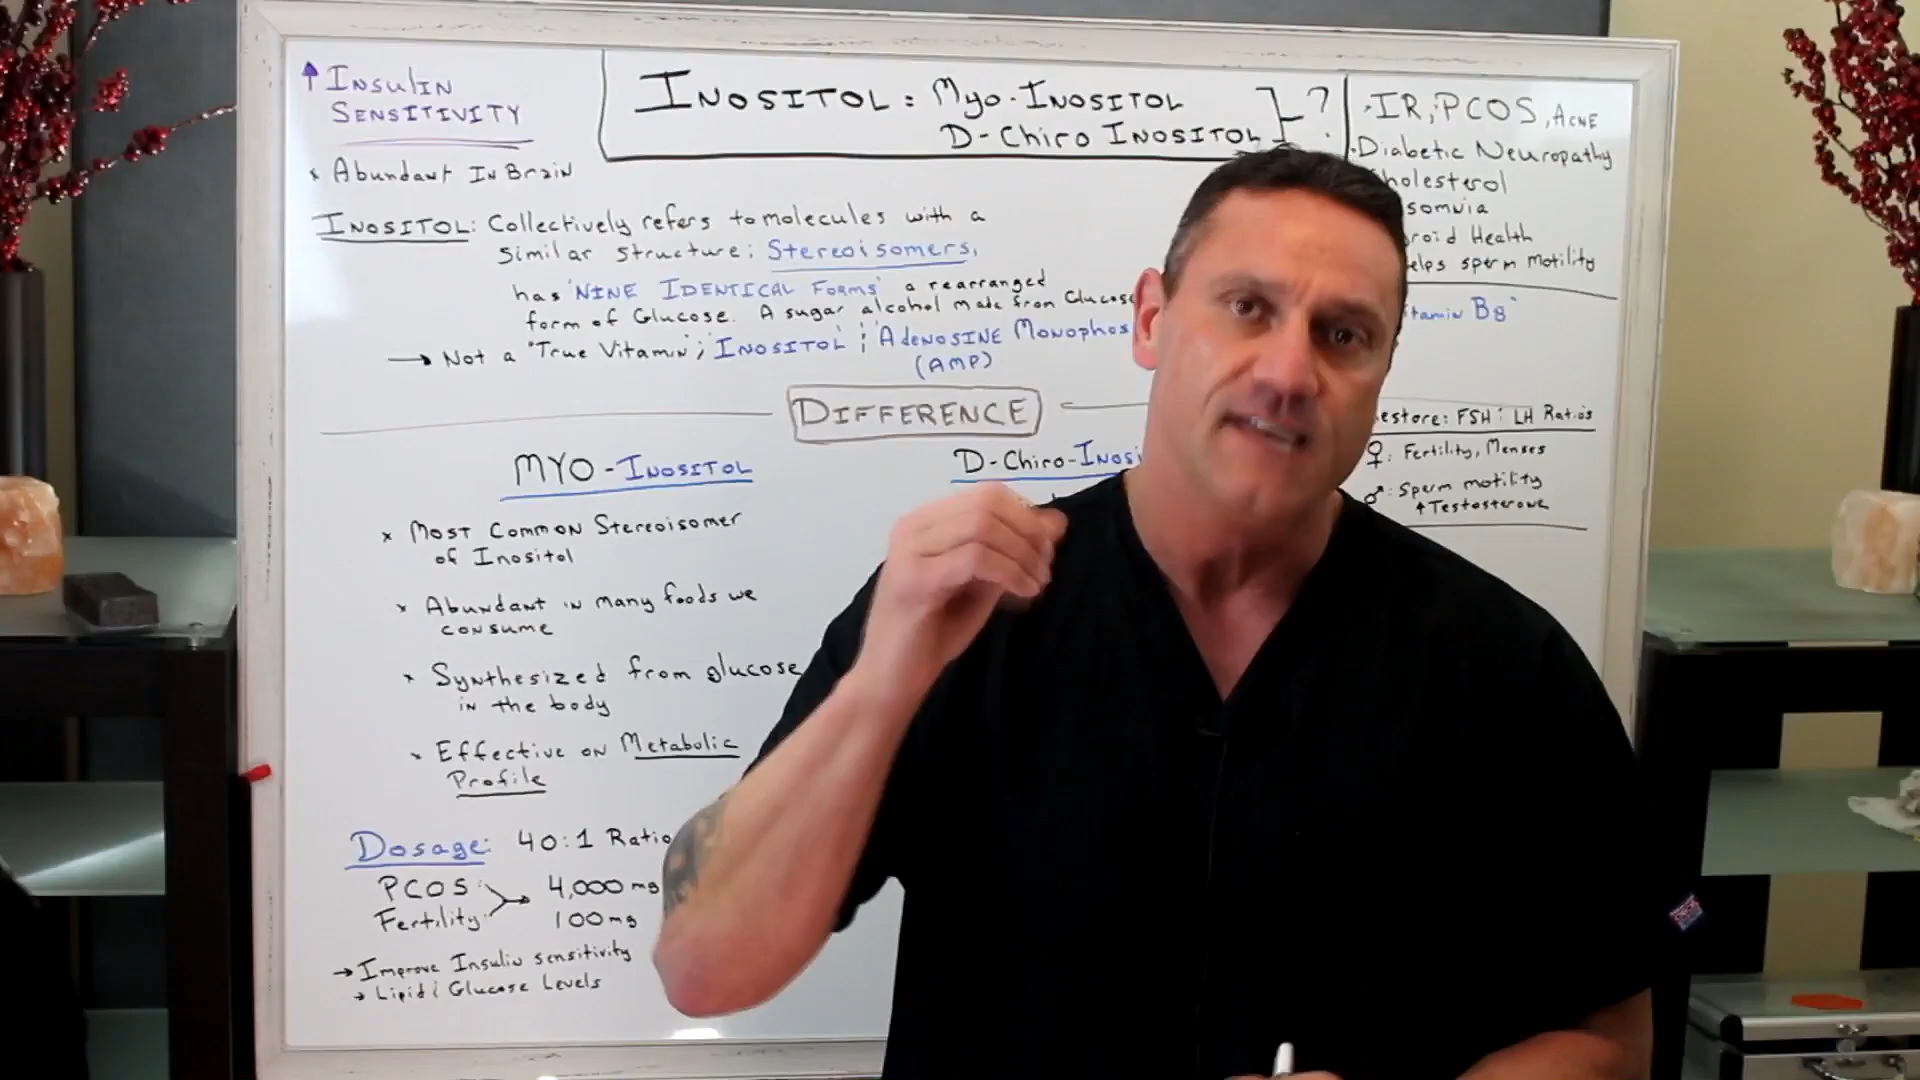 ↑ INSULIN
SENSITIVITY
x Abundant IN Brain
INOSITOL: Myo-INOSITOL
D-Chiro INOSITOL } ?
IR; PCOS, ACNE
Diabetic Neuropathy
holesterol
somnia
roid Health
elps sperm motility
INOSITOL: Collectively refers to molecules with a
similar structure; Stereoisomers,
has 'NINE IDENTICAL Forms' a rearranged
form of Glucose. A sugar alcohol made from Glucose
→ Not a "True Vitamin"; INOSITOL ; ADENOSINE Monophos
(AMP)
tamin B8"
DIFFERENCE
MYO-INOSITOL
x Most Common Stereoisomer
of Inositol
x Abundant in many foods we
consume
x Synthesized from glucose
in the body
x Effective on Metabolic
Profile
D-Chiro-Inosi
estore: FSH: LH Ratio's
♀: Fertility, Menses
♂: Sperm motility
↑Testosterone
Dosage: 40:1 Ratio
PCOS: → 4,000 mg
Fertility: 100mg
→ Improve Insulin sensitivity
→ Lipid & Glucose Levels